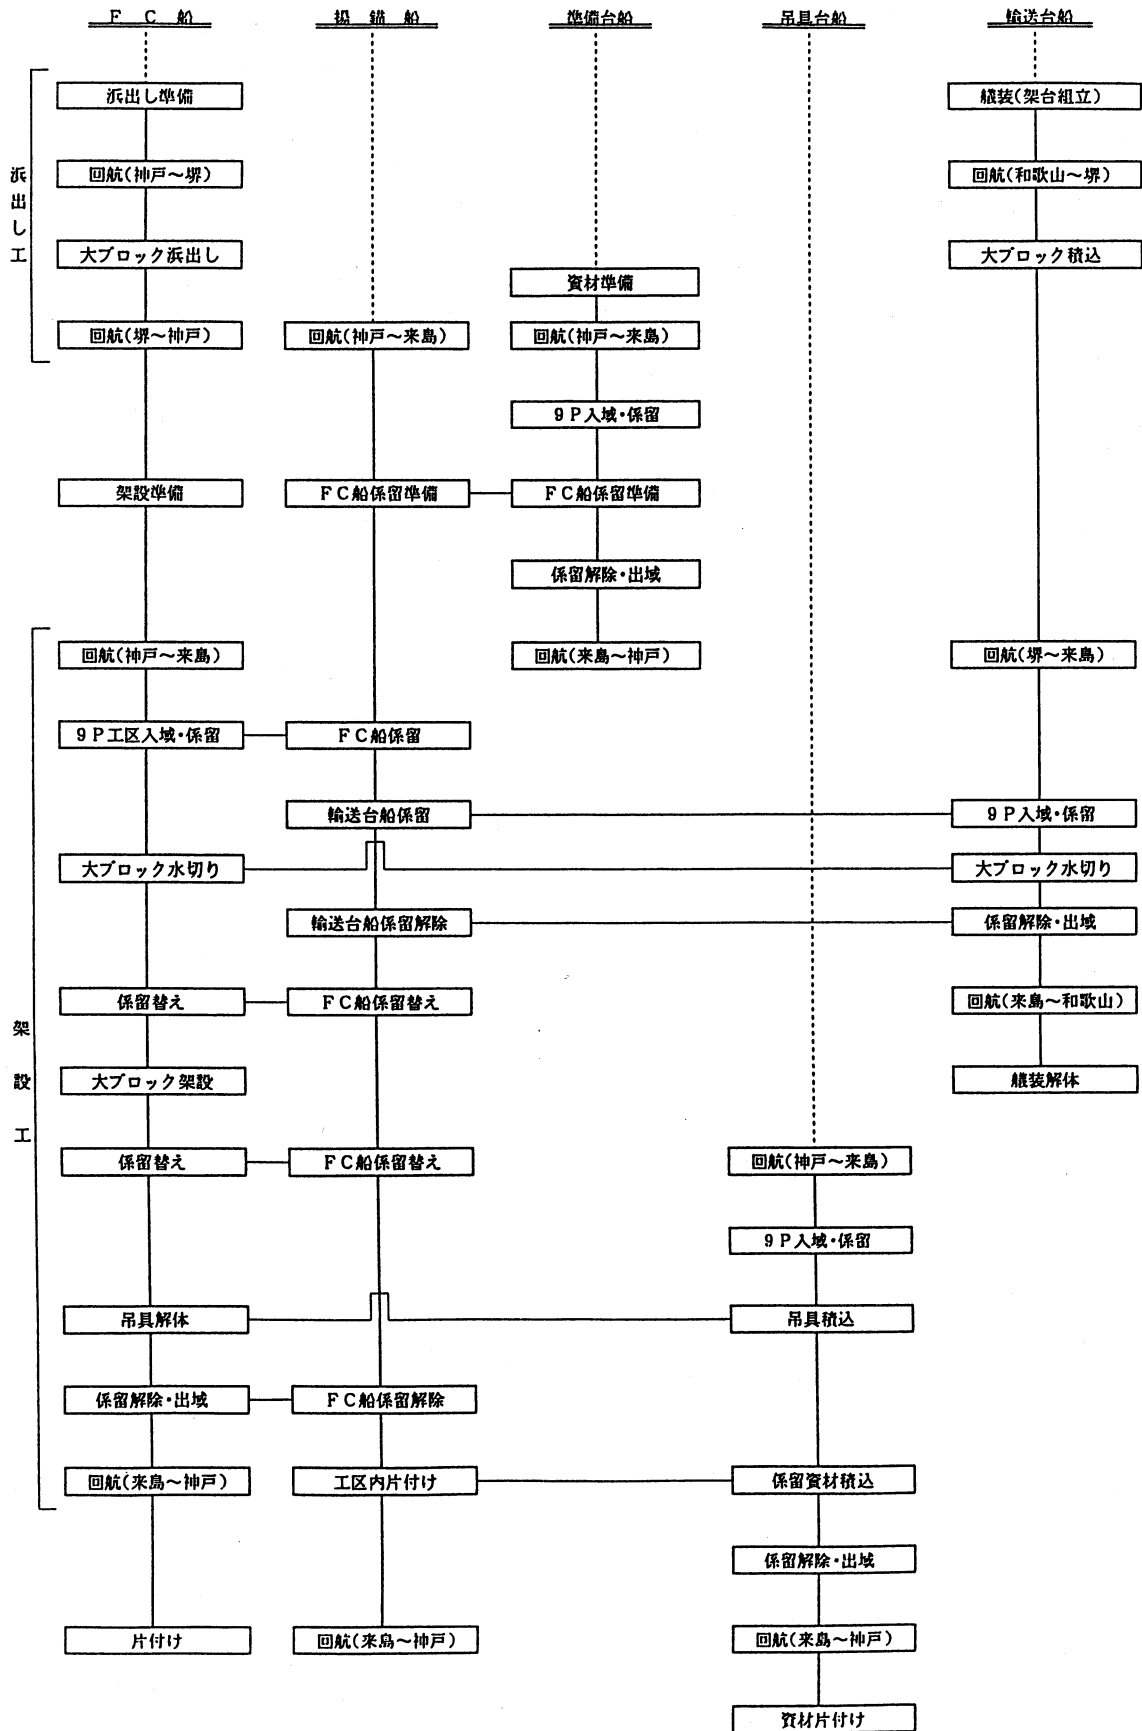 ＦＣ船
揚錨船
準備台船
吊具台船
輸送台船
浜出し準備
艤装(架台組立)
浜出し工
回航(神戸～堺)
回航(和歌山～堺)
大ブロック浜出し
大ブロック積込
資材準備
回航(堺～神戸)
回航(神戸～来島)
回航(神戸～来島)
９Ｐ入域・係留
架設準備
ＦＣ船係留準備
ＦＣ船係留準備
係留解除・出域
回航(神戸～来島)
回航(来島～神戸)
回航(堺～来島)
９Ｐ工区入域・係留
ＦＣ船係留
輸送台船係留
９Ｐ入域・係留
大ブロック水切り
大ブロック水切り
輸送台船係留解除
係留解除・出域
係留替え
ＦＣ船係留替え
回航(来島～和歌山)
架設工
大ブロック架設
艤装解体
係留替え
ＦＣ船係留替え
回航(神戸～来島)
９Ｐ入域・係留
吊具解体
吊具積込
係留解除・出域
ＦＣ船係留解除
回航(来島～神戸)
工区内片付け
係留資材積込
係留解除・出域
片付け
回航(来島～神戸)
回航(来島～神戸)
資材片付け